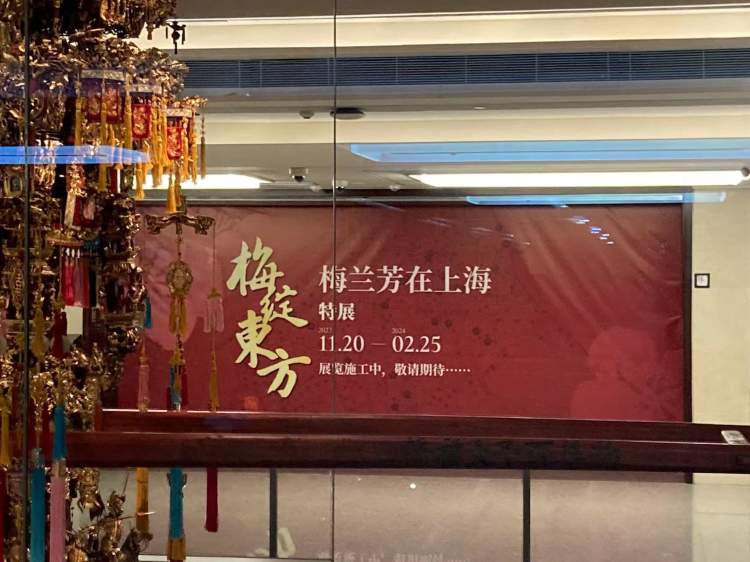 梅绽東方
梅兰芳在上海
特展
2023 2024
11.20 — 02.25
展览施工中，敬请期待……